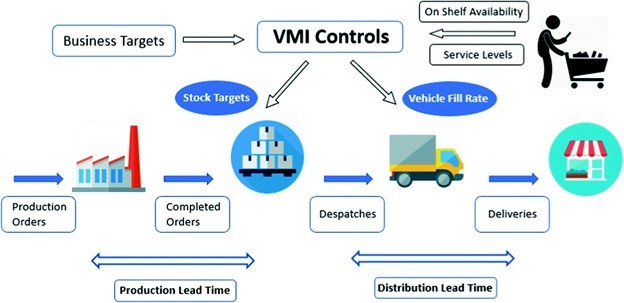 On Shelf Availability
Business Targets
VMI Controls
Service Levels
Stock Targets
Vehicle Fill Rate
Production
Orders
Completed
Orders
Despatches
Deliveries
Production Lead Time
Distribution Lead Time